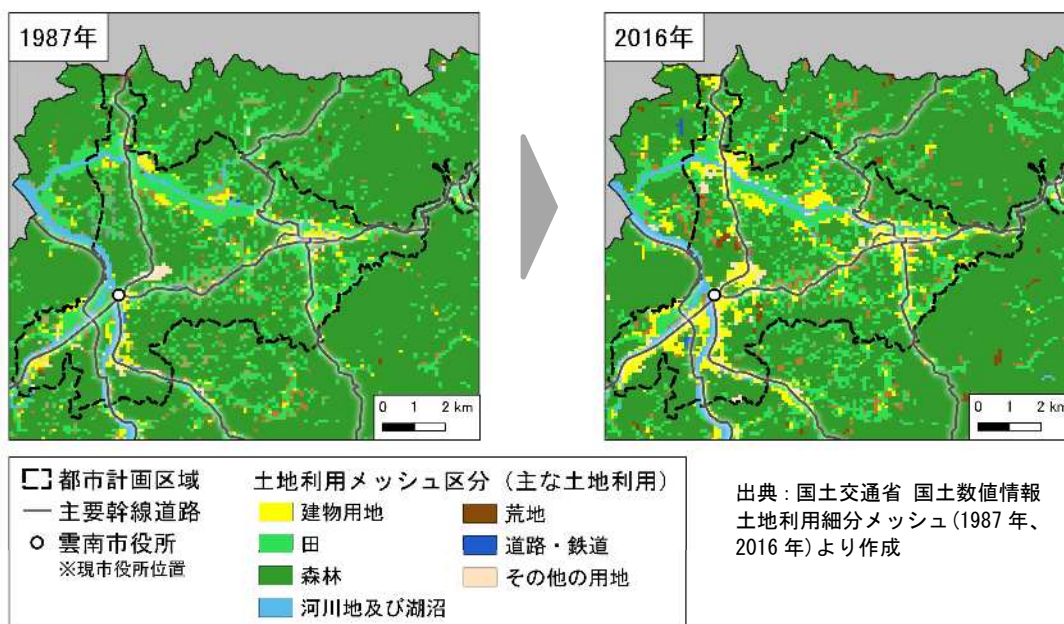 1987年
2016年
0 1 2 km
0 1 2 km
都市計画区域
主要幹線道路
雲南市役所
※現市役所位置
土地利用メッシュ区分（主な土地利用）
建物用地
田
森林
河川地及び湖沼
荒地
道路・鉄道
その他の用地
出典：国土交通省 国土数値情報
土地利用細分メッシュ(1987年、
2016年)より作成